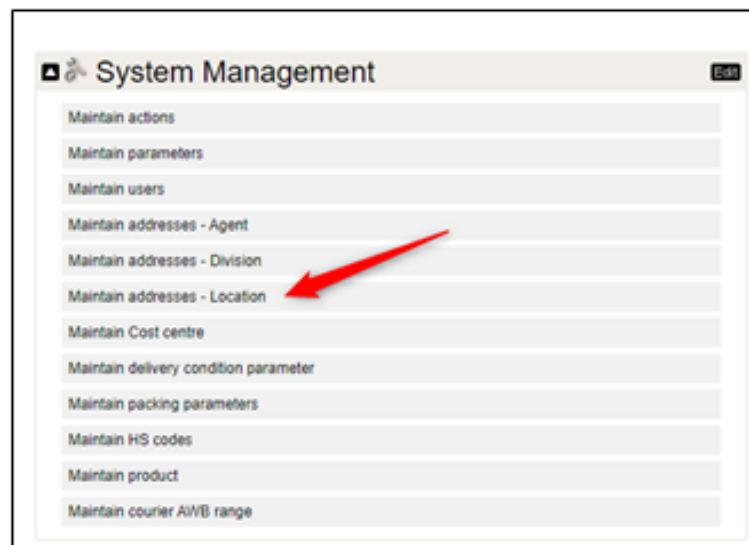 System Management
Edit
Maintain actions
Maintain parameters
Maintain users
Maintain addresses - Agent
Maintain addresses - Division
Maintain addresses - Location
Maintain Cost centre
Maintain delivery condition parameter
Maintain packing parameters
Maintain HS codes
Maintain product
Maintain courier AWB range